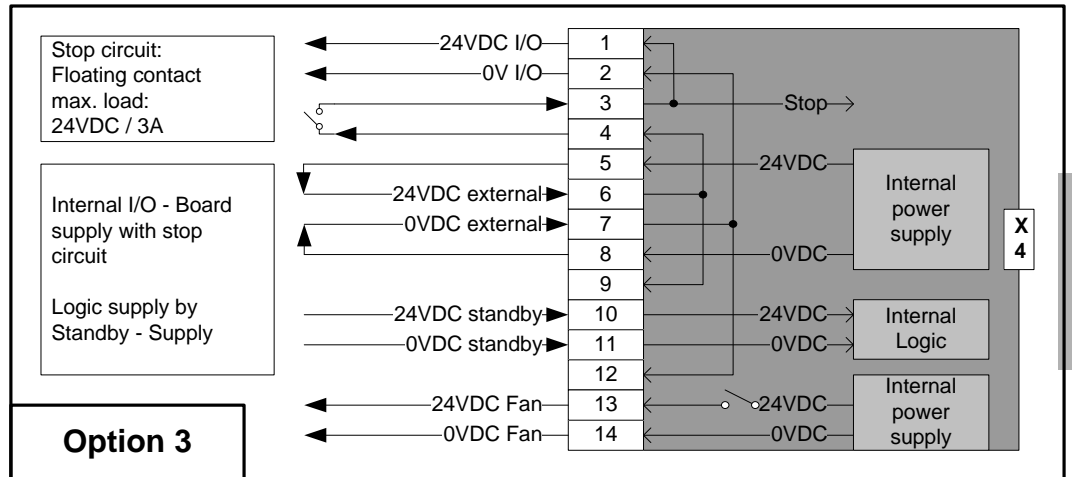 Stop circuit:
Floating contact
max. load:
24VDC / 3A
Internal I/O - Board
supply with stop
circuit
Logic supply by
Standby - Supply
Option 3
24VDC I/O
1
0V I/O
2
3
Stop
4
5
24VDC
24VDC external
6
0VDC external
7
8
0VDC
9
24VDC standby
10
24VDC
0VDC standby
11
0VDC
12
24VDC Fan
13
24VDC
0VDC Fan
14
0VDC
Internal
power
supply
X
4
Internal
Logic
Internal
power
supply